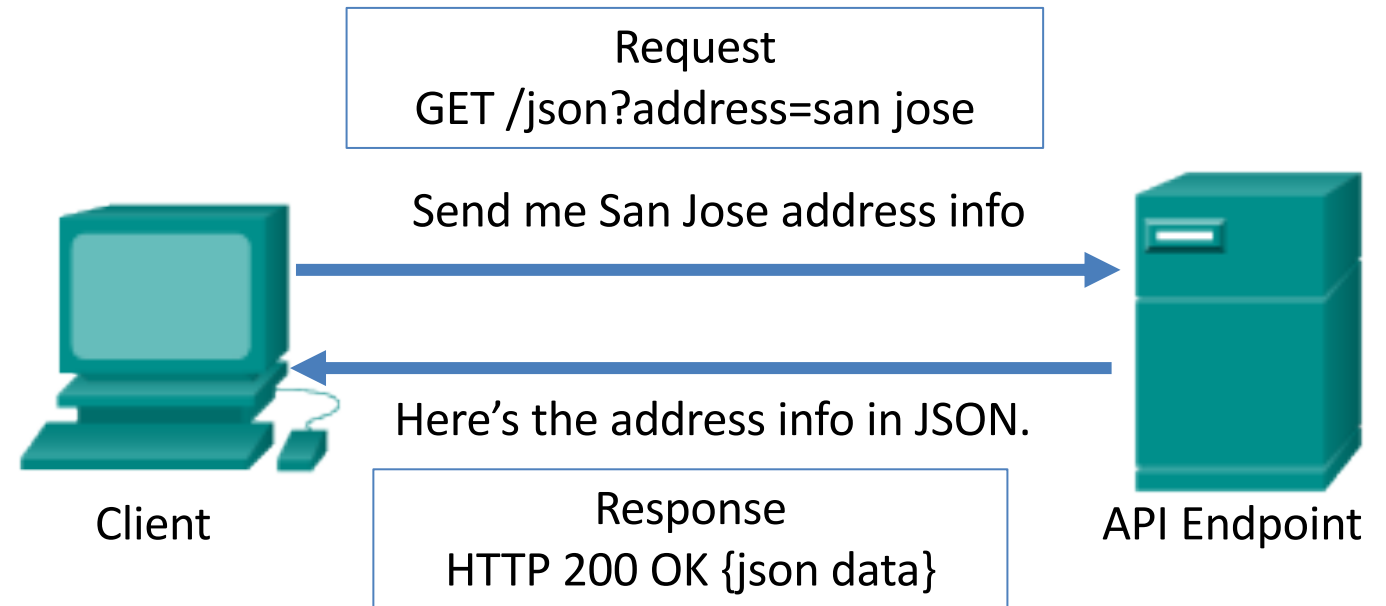 Request
GET /json?address=san jose
Send me San Jose address info
Here’s the address info in JSON.
Client
Response
HTTP 200 OK {json data}
API Endpoint